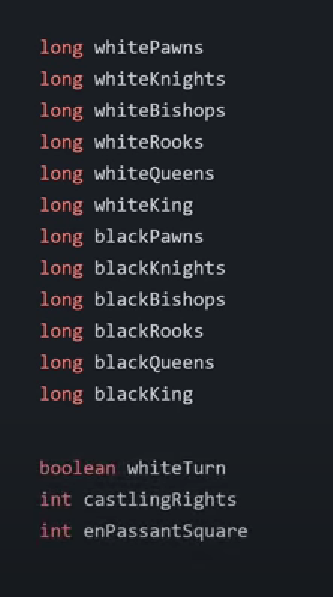 long whitePawns
long whiteKnights
long whiteBishops
long whiteRooks
long whiteQueens
long whiteKing
long blackPawns
long blackKnights
long blackBishops
long blackRooks
long blackQueens
long blackKing
boolean whiteTurn
int castlingRights
int enPassantSquare